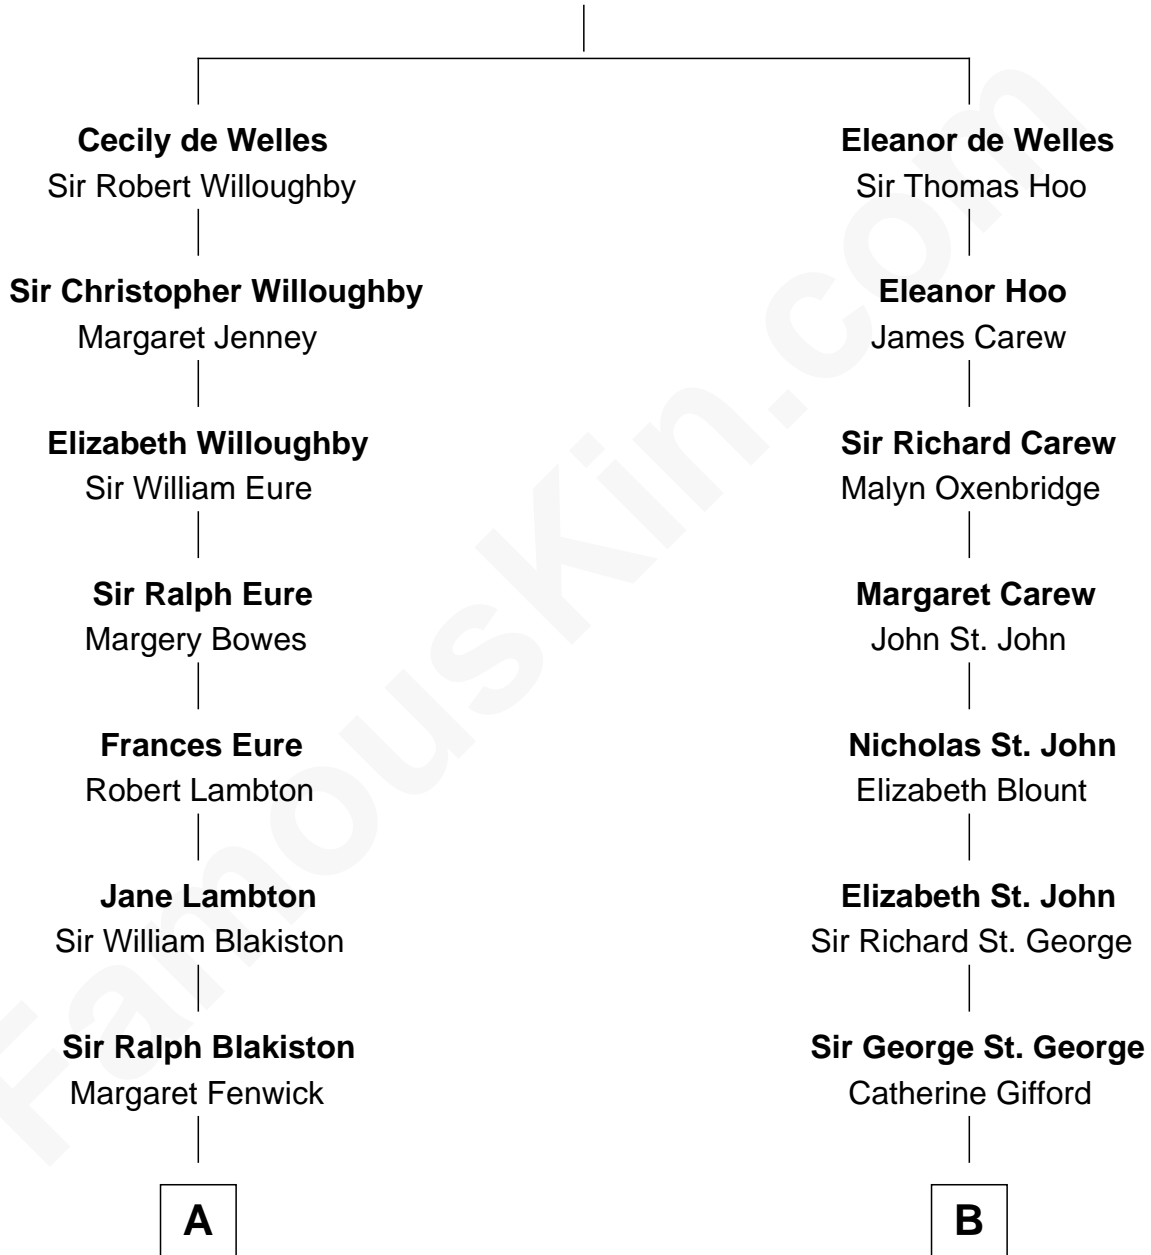 Cecily de Welles
Sir Robert Willoughby
Sir Christopher Willoughby
Margaret Jenney
Elizabeth Willoughby
Sir William Eure
Sir Ralph Eure
Margery Bowes
Frances Eure
Robert Lambton
Jane Lambton
Sir William Blakiston
Sir Ralph Blakiston
Margaret Fenwick
A
Eleanor de Welles
Sir Thomas Hoo
Eleanor Hoo
James Carew
Sir Richard Carew
Malyn Oxenbridge
Margaret Carew
John St. John
Nicholas St. John
Elizabeth Blount
Elizabeth St. John
Sir Richard St. George
Sir George St. George
Catherine Gifford
B
FamousKin.com